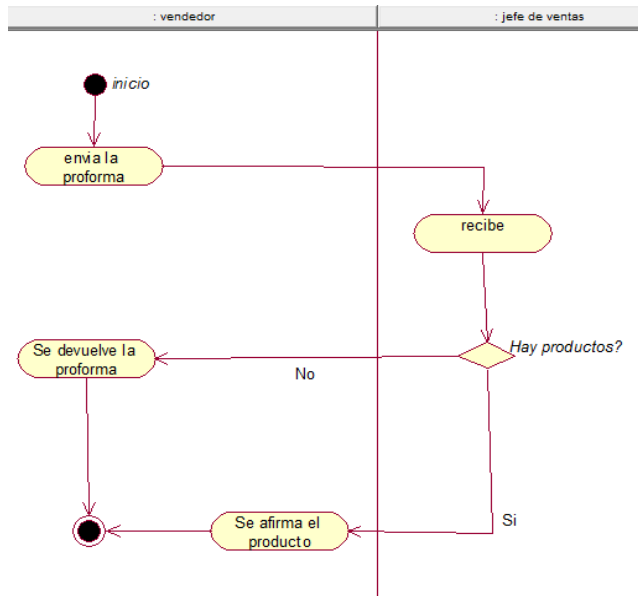 : vendedor
: jefe de ventas
inicio
envia la
proforma
recibe
Hay productos?
Se devuelve la
proforma
No
Si
Se afirma el
producto